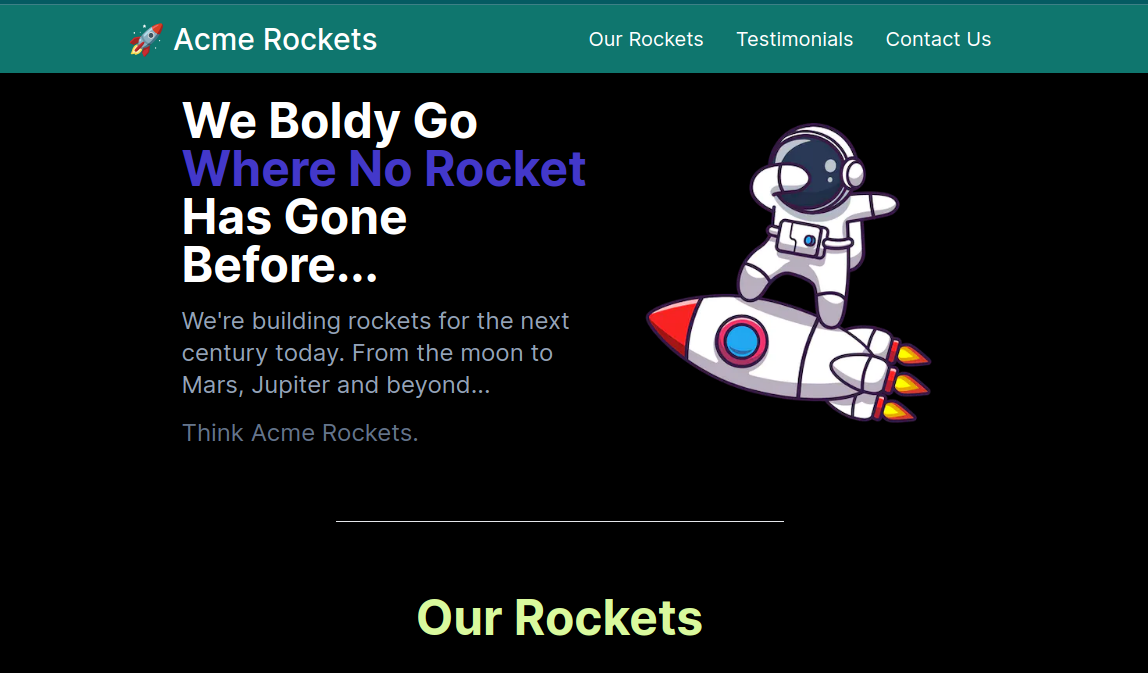 🚀 Acme Rockets
Our Rockets Testimonials Contact Us
We Boldy Go
Where No Rocket
Has Gone
Before...
We're building rockets for the next
century today. From the moon to
Mars, Jupiter and beyond...
Think Acme Rockets.
Our Rockets